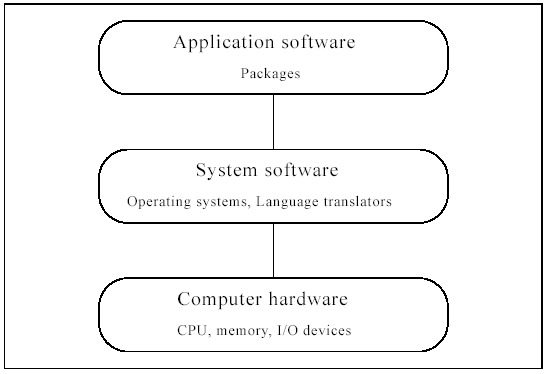 Application software
Packages
System software
Operating systems, Language translators
Computer hardware
CPU, memory, I/O devices